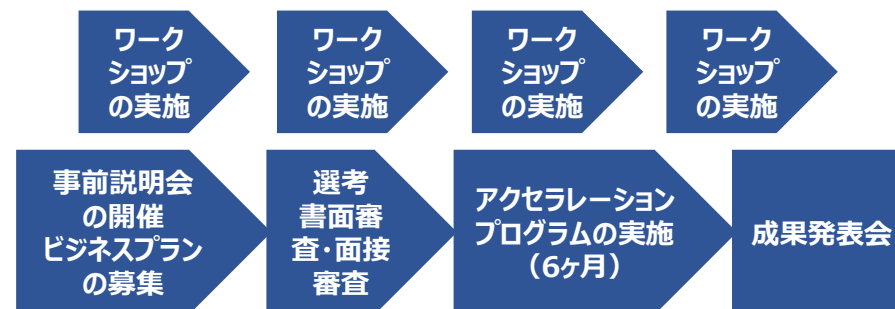 ワーク
ショップ
の実施
ワーク
ショップ
の実施
ワーク
ショップ
の実施
ワーク
ショップ
の実施
事前説明会
の開催
ビジネスプラン
の募集
選考
書面審
査・面接
審査
アクセラレーション
プログラムの実施
（6ヶ月）
成果発表会